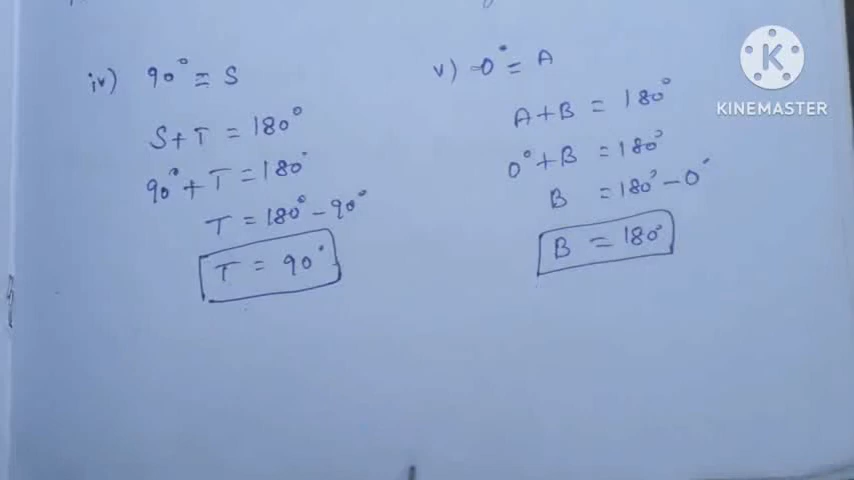 iv) 90° = S
S+T = 180°
90° + T = 180°
T = 180° - 90°
T = 90°
v) 0° = A
A+B = 180°
0° + B = 180°
B = 180° - 0°
B = 180°
KINEMASTER